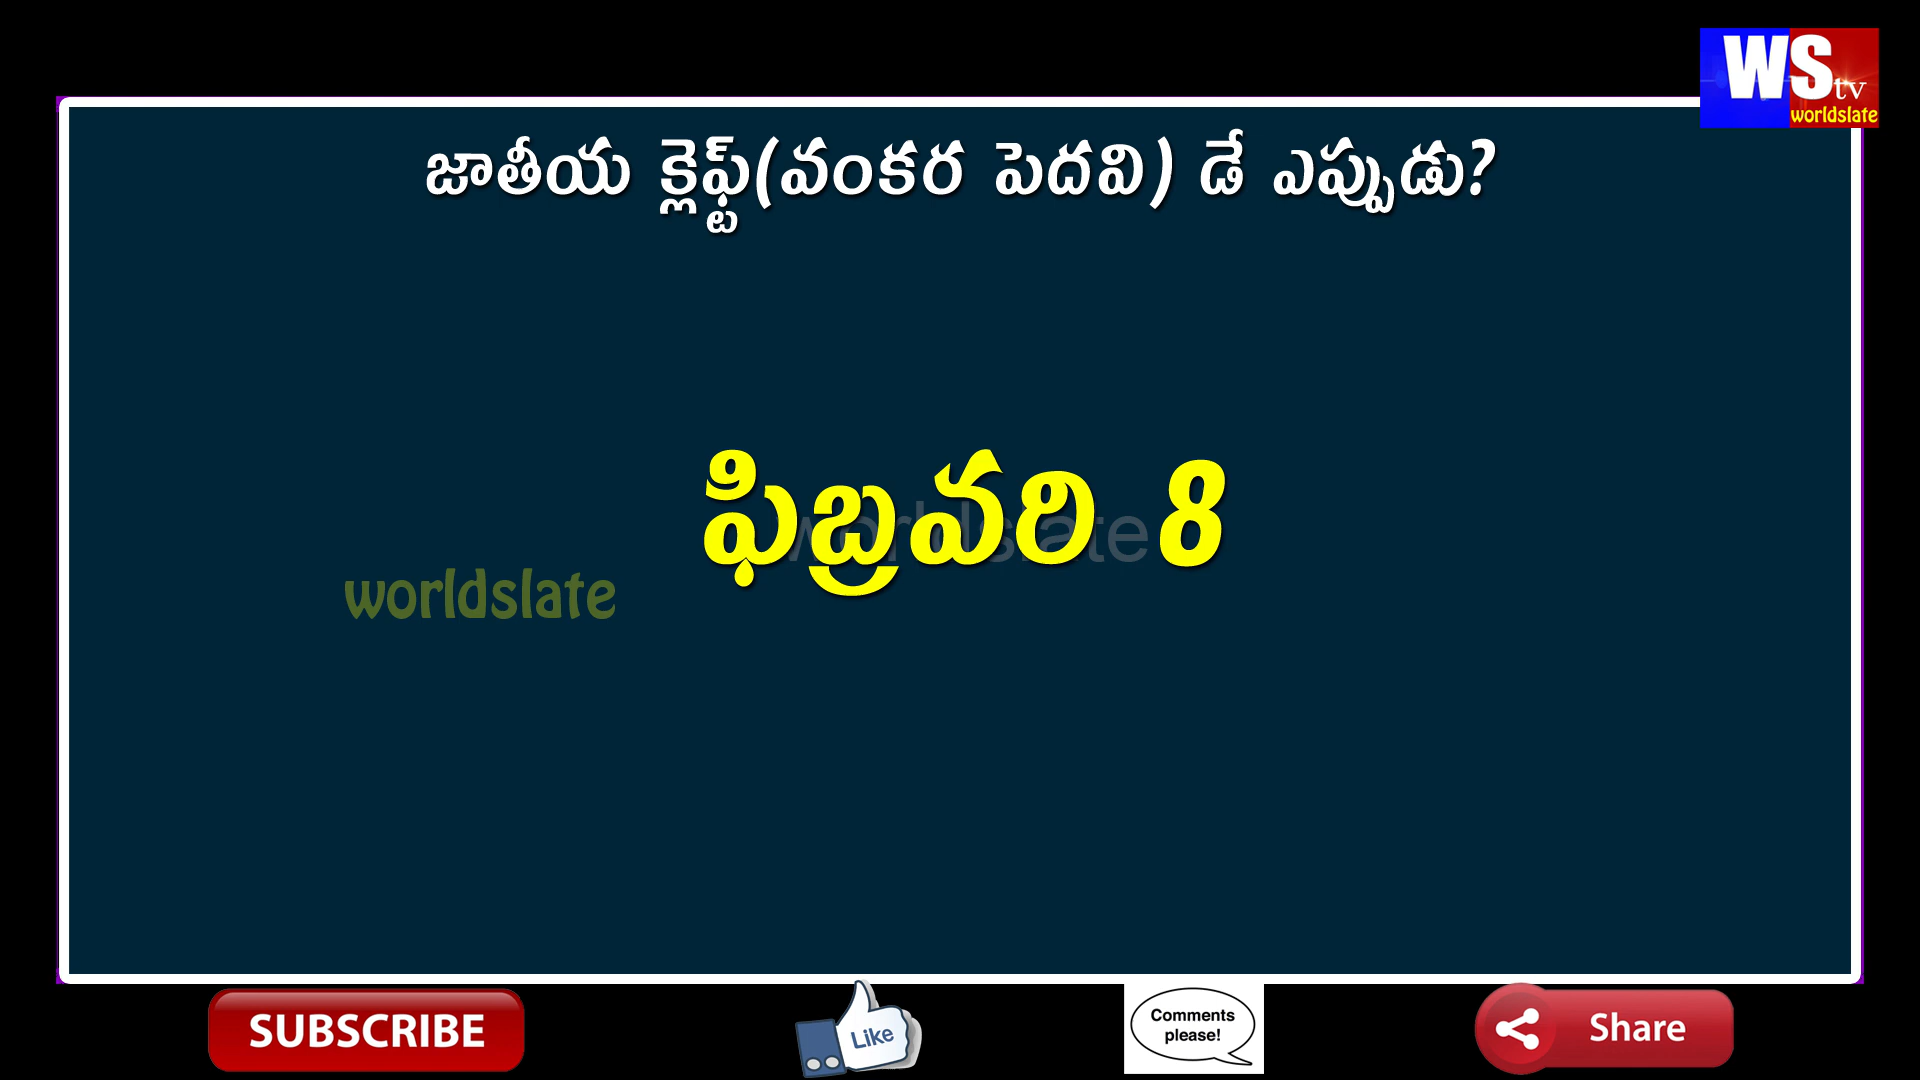 WS tv
worldslate
జాతీయ క్లెఫ్ట్(వంకర పెదవి) డే ఎప్పుడు?
ఫిబ్రవరి 8
worldslate
worldslate
SUBSCRIBE
Like
Comments
please!
Share